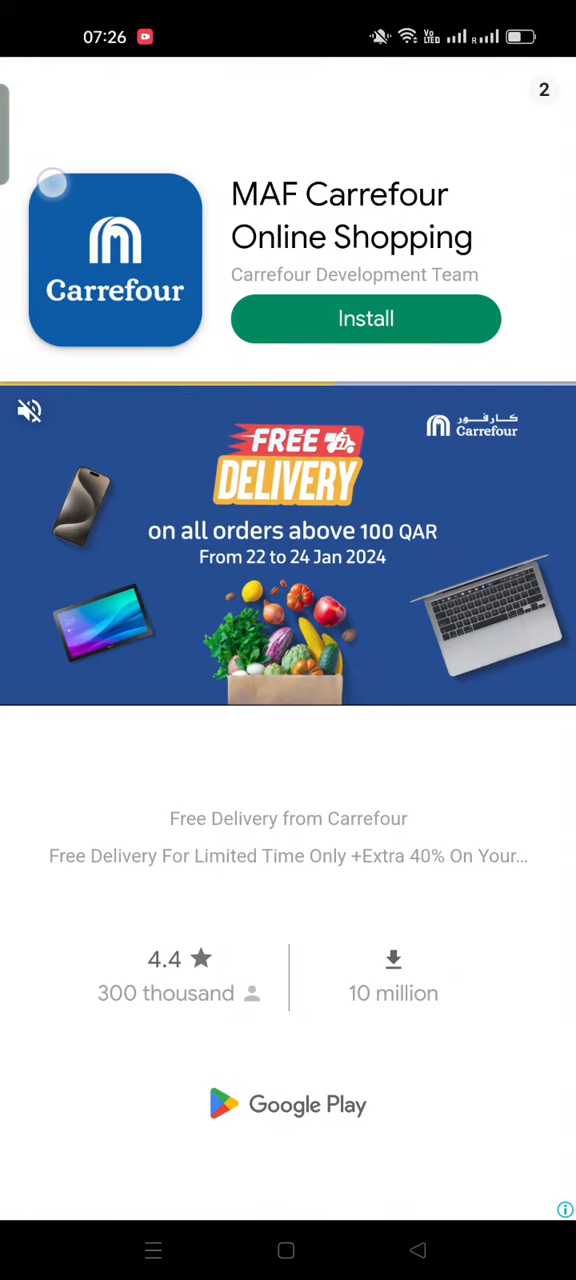 07:26
Vo
LTED
R
2
MAF Carrefour
Online Shopping
Carrefour Development Team
Install
Carrefour
كارفور
Carrefour
FREE
DELIVERY
on all orders above 100 QAR
From 22 to 24 Jan 2024
Free Delivery from Carrefour
Free Delivery For Limited Time Only +Extra 40% On Your...
4.4
300 thousand
10 million
Google Play